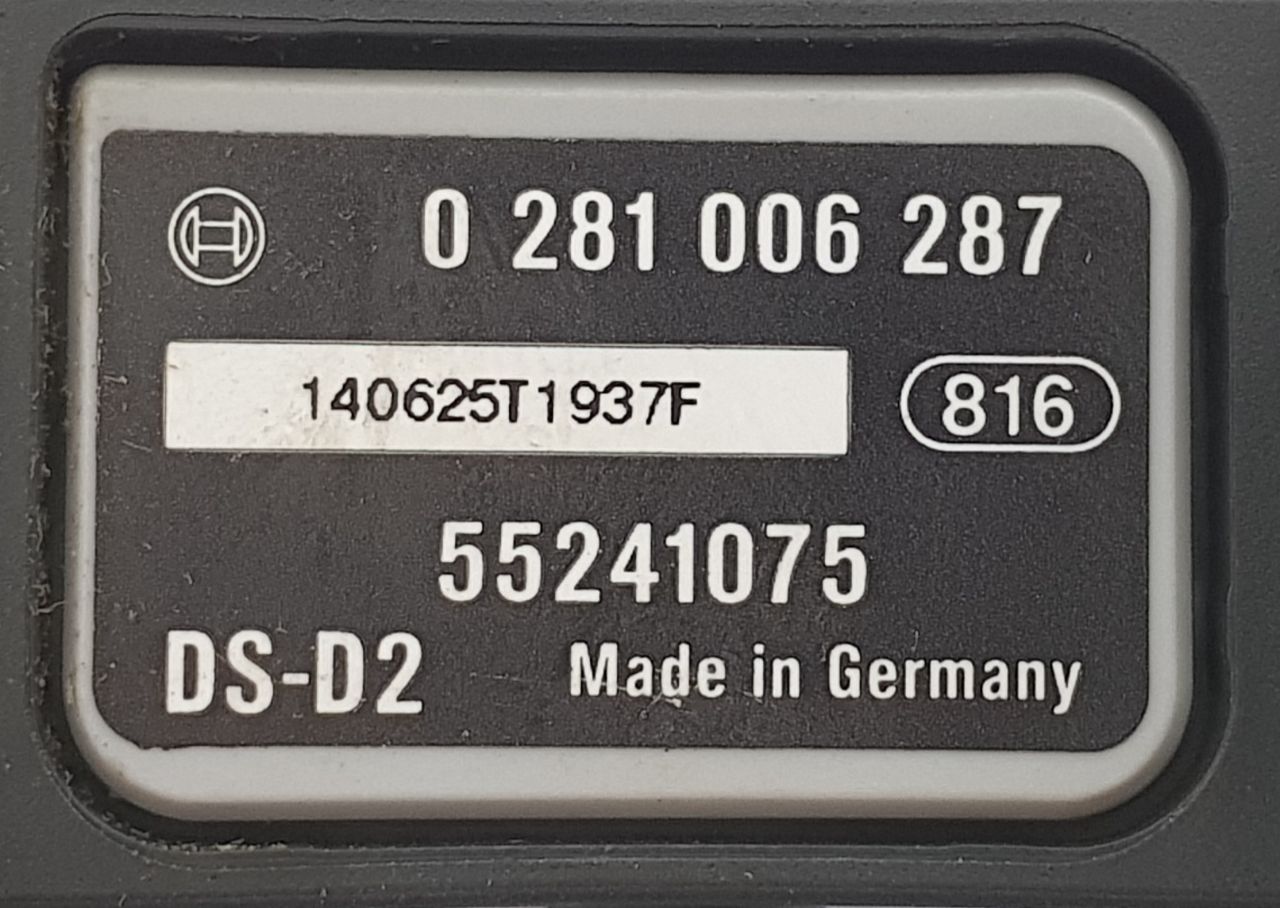 0 281 006 287
140625T1937F
816
55241075
DS-D2 Made in Germany